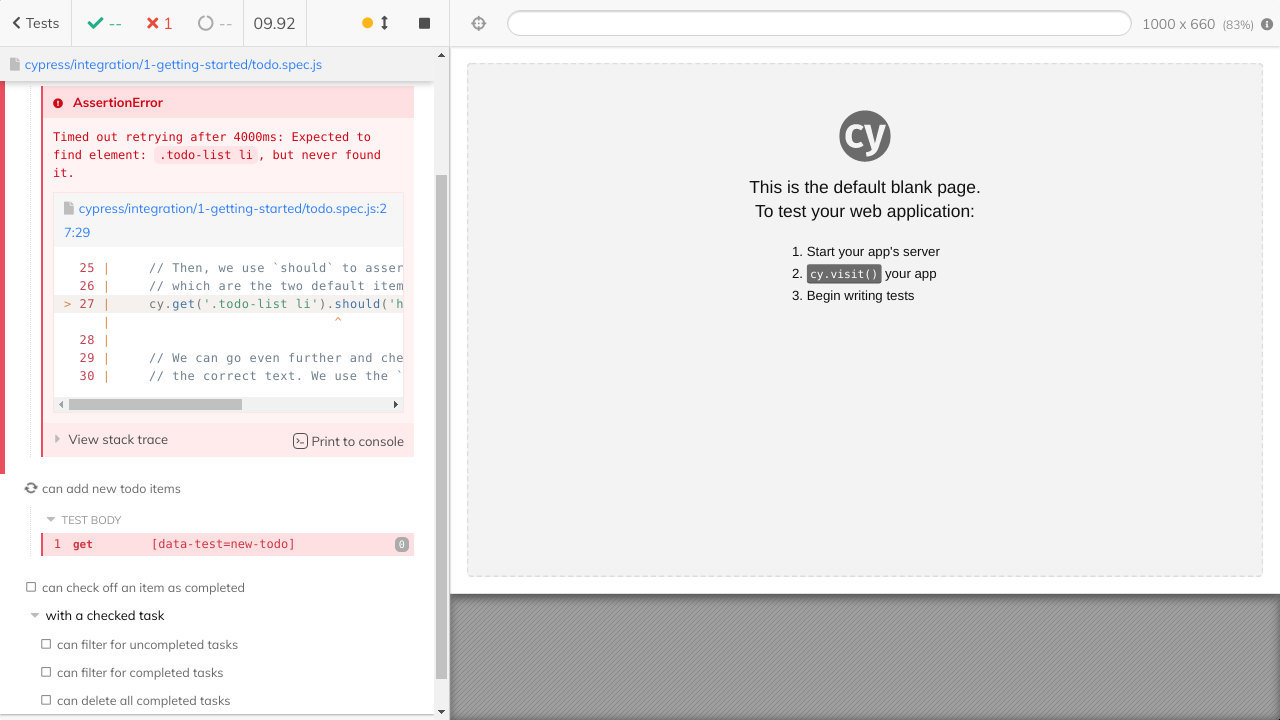 Tests
--
1
--
09.92
1000 x 660 (83%)
cypress/integration/1-getting-started/todo.spec.js
AssertionError
Timed out retrying after 4000ms: Expected to
find element: .todo-list li, but never found
it.
cypress/integration/1-getting-started/todo.spec.js:2
7:29
25 | // Then, we use `should` to asser
26 | // which are the two default item
> 27 | cy.get('.todo-list li').should('h
| ^
28
29 | // We can go even further and che
30 | // the correct text. We use the `
View stack trace
Print to console
can add new todo items
TEST BODY
1 get [data-test=new-todo] 0
can check off an item as completed
with a checked task
can filter for uncompleted tasks
can filter for completed tasks
can delete all completed tasks
cy
This is the default blank page.
To test your web application:
1. Start your app's server
2. cy.visit() your app
3. Begin writing tests